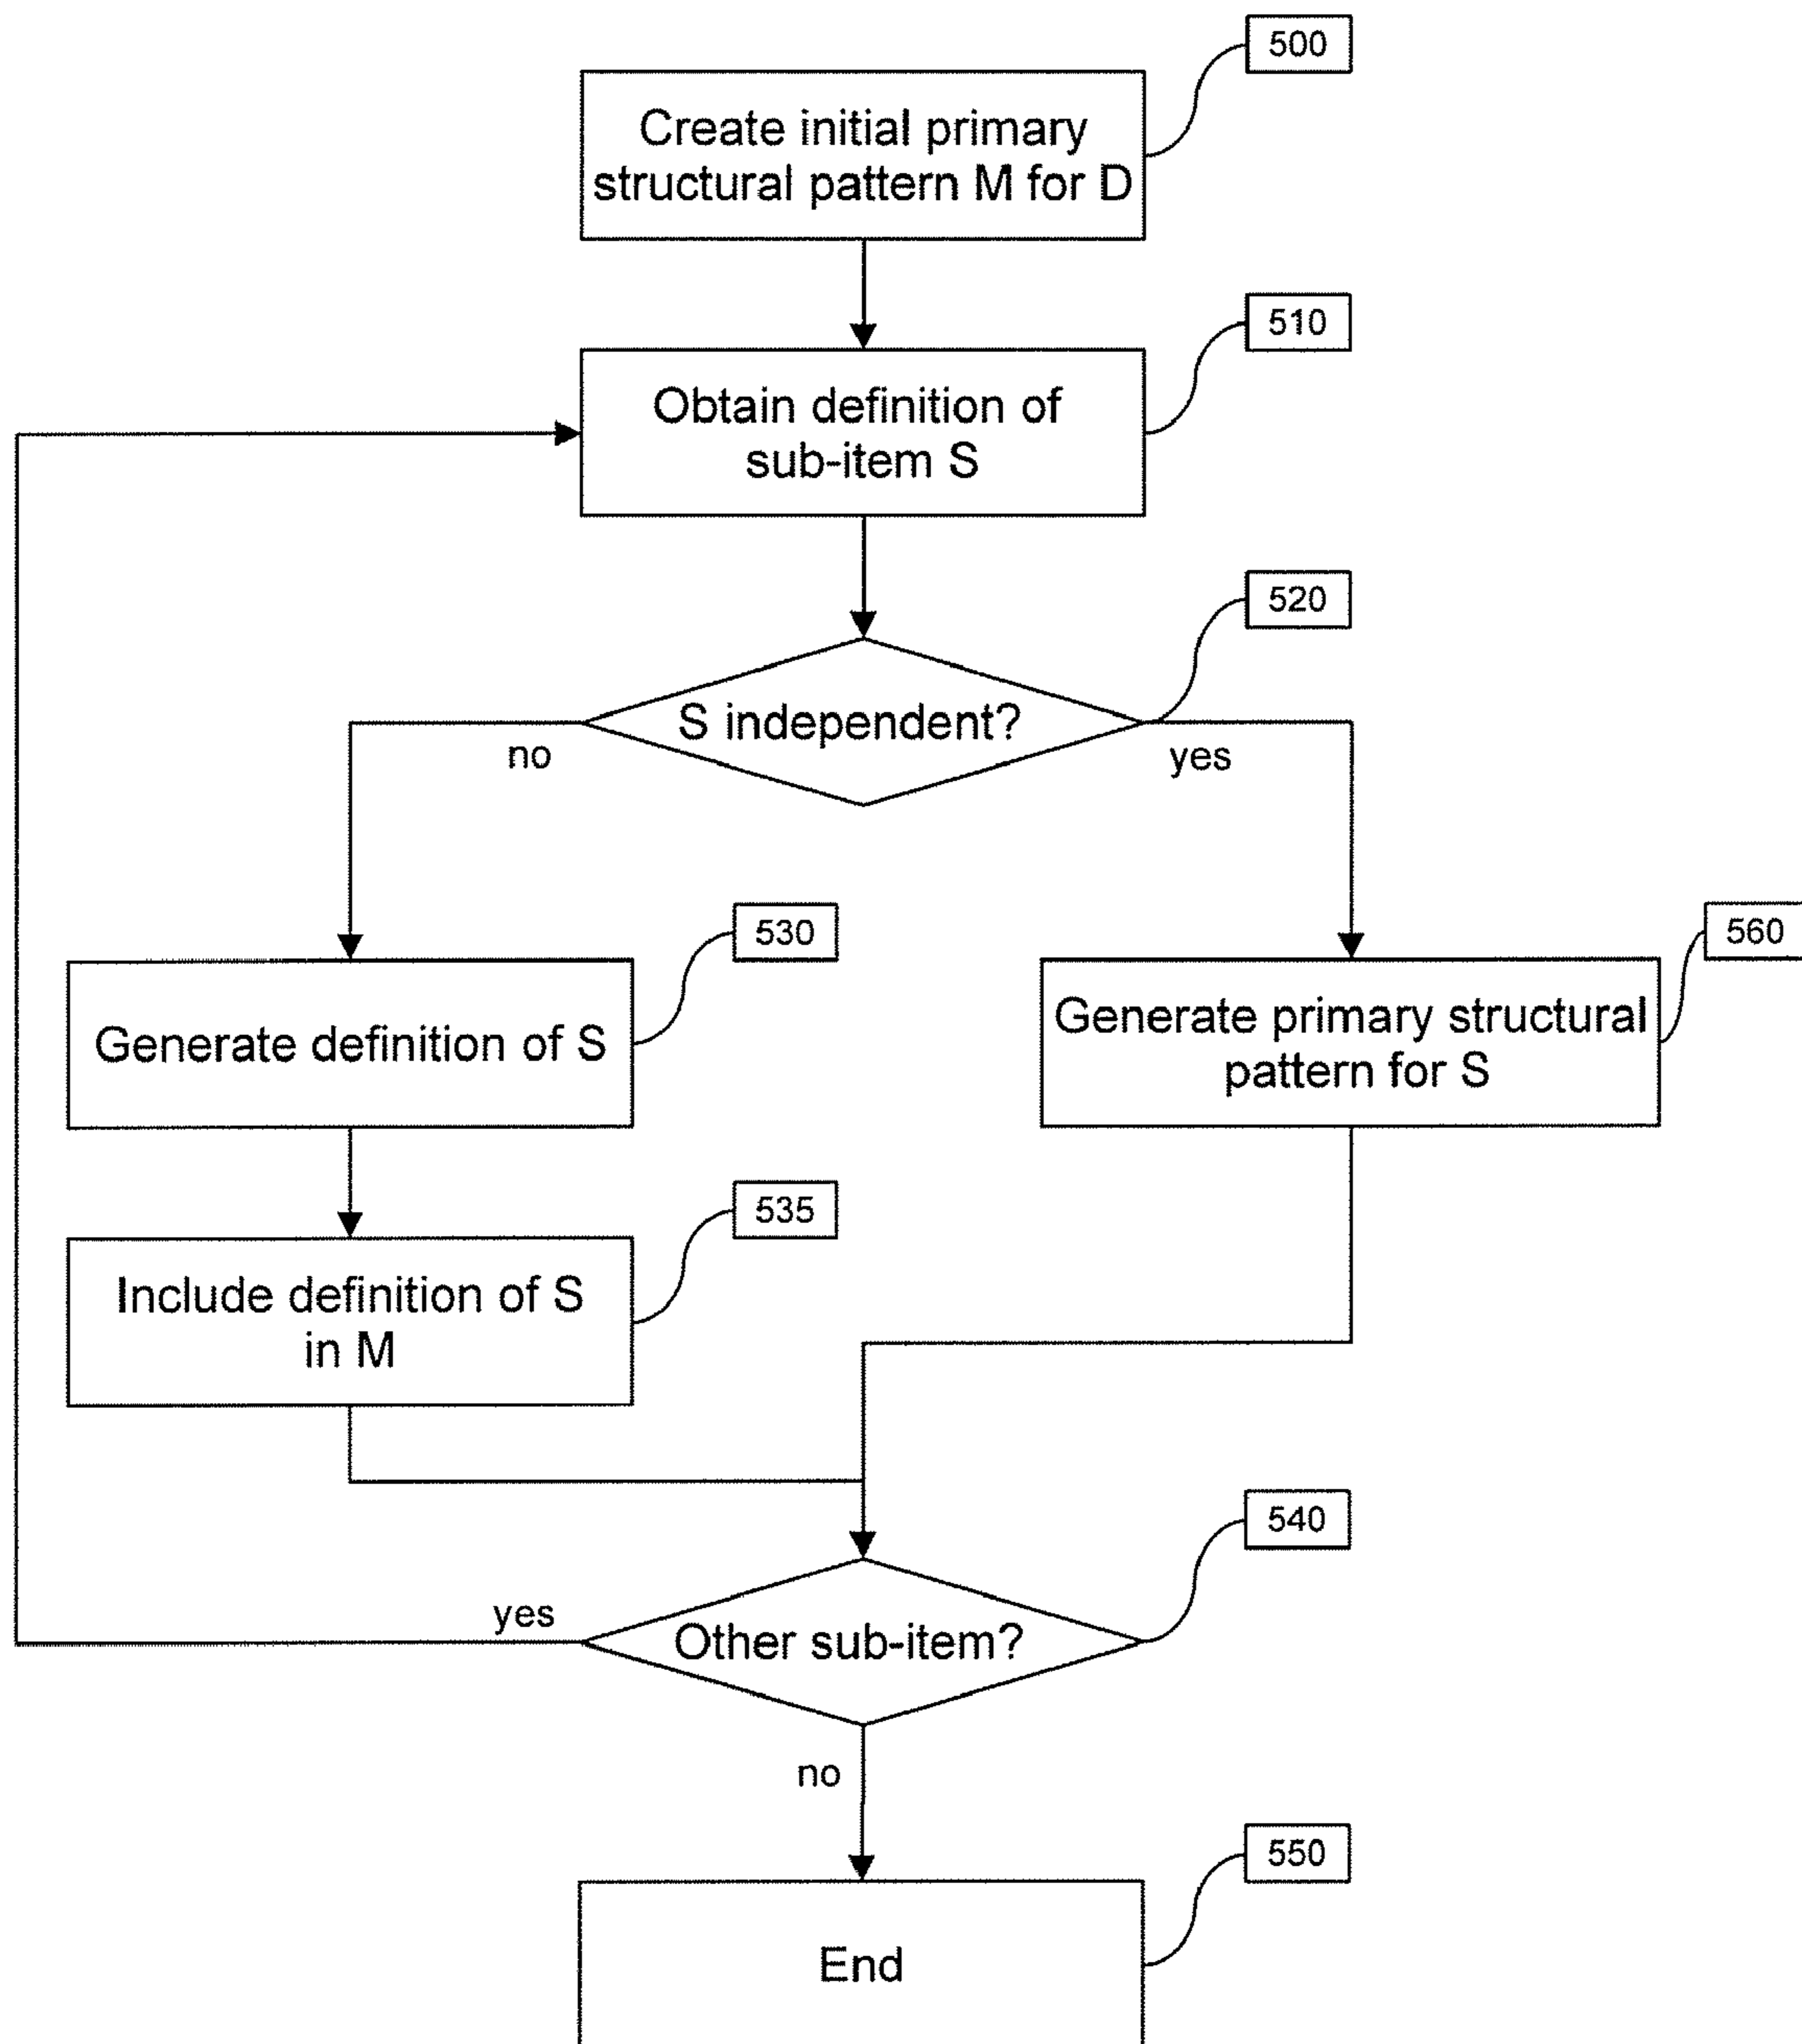 500
Create initial primary
structural pattern M for D
510
Obtain definition of
sub-item S
520
S independent?
no
yes
530
560
Generate definition of S
Generate primary structural
pattern for S
535
Include definition of S
in M
540
yes
Other sub-item?
no
550
End